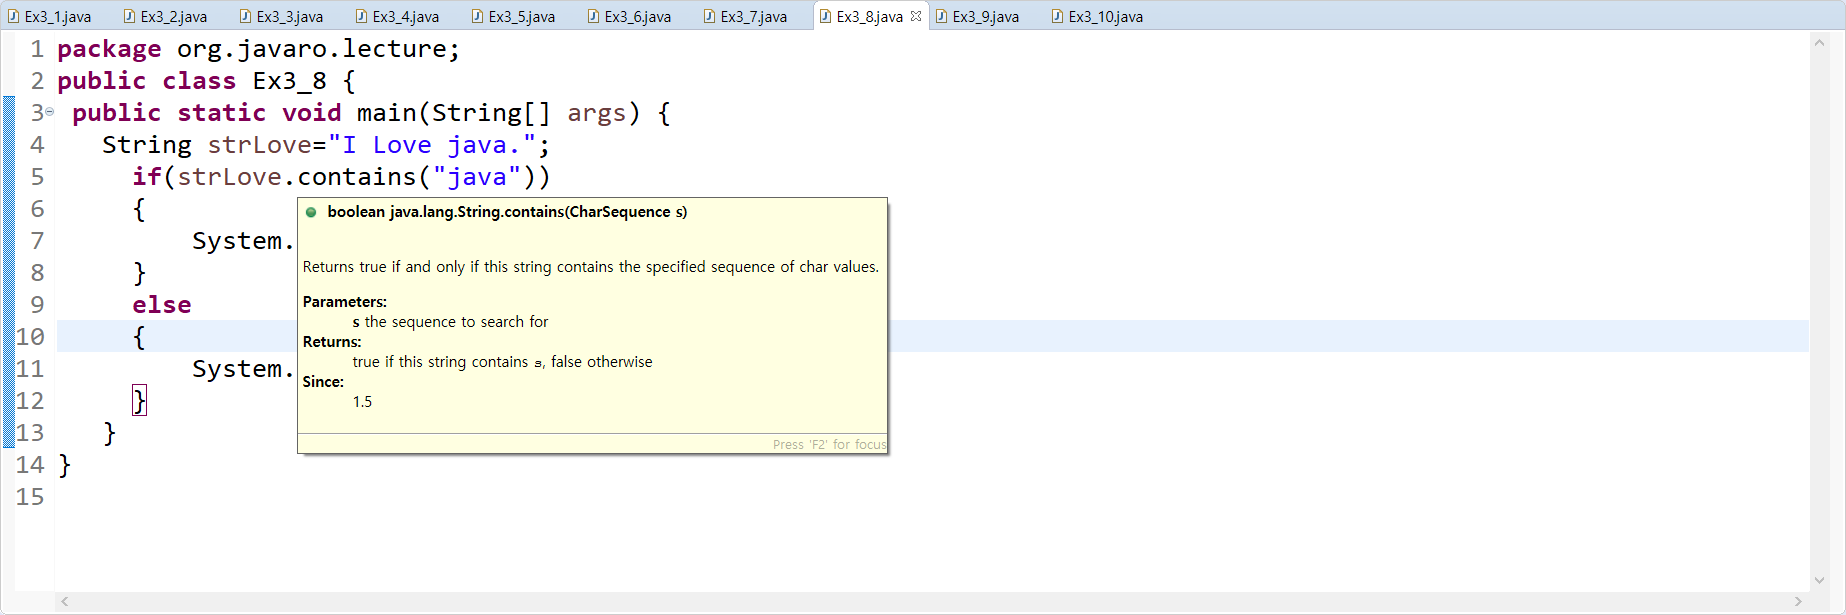 Ex3_1.java Ex3_2.java Ex3_3.java Ex3_4.java Ex3_5.java Ex3_6.java Ex3_7.java Ex3_8.java Ex3_9.java Ex3_10.java
1 package org.javaro.lecture;
2 public class Ex3_8 {
3 public static void main(String[] args) {
4 String strLove="I Love java.";
5 if(strLove.contains("java"))
6 {
7 System.
8 }
9 else
10 {
11 System.
12 }
13 }
14 }
15
boolean java.lang.String.contains(CharSequence s)
Returns true if and only if this string contains the specified sequence of char values.
Parameters:
s the sequence to search for
Returns:
true if this string contains s, false otherwise
Since:
1.5
Press 'F2' for focus